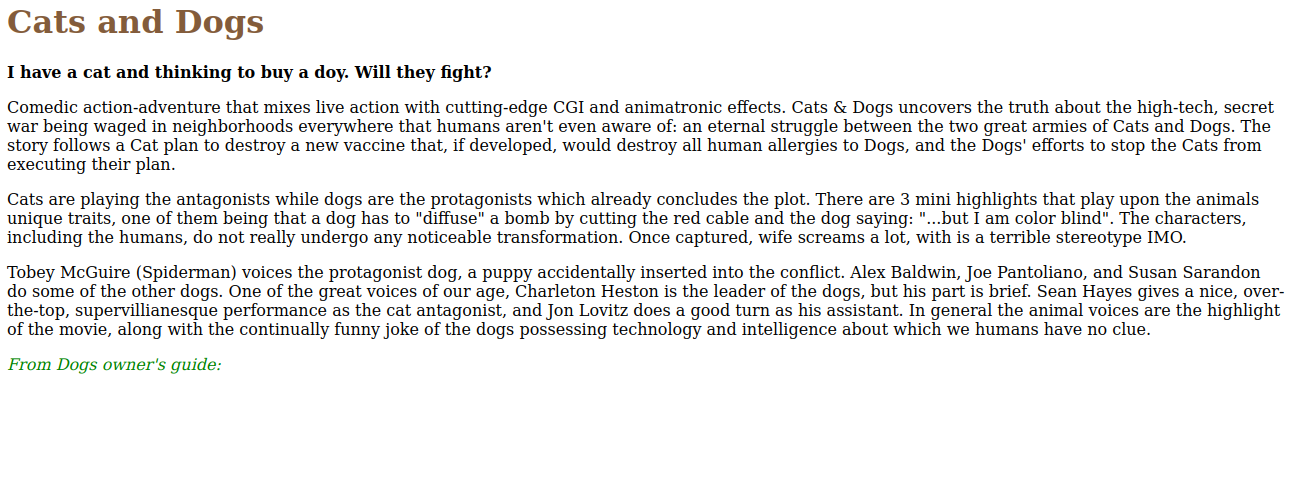 Cats and Dogs
I have a cat and thinking to buy a doy. Will they fight?
Comedic action-adventure that mixes live action with cutting-edge CGI and animatronic effects. Cats & Dogs uncovers the truth about the high-tech, secret
war being waged in neighborhoods everywhere that humans aren't even aware of: an eternal struggle between the two great armies of Cats and Dogs. The
story follows a Cat plan to destroy a new vaccine that, if developed, would destroy all human allergies to Dogs, and the Dogs' efforts to stop the Cats from
executing their plan.
Cats are playing the antagonists while dogs are the protagonists which already concludes the plot. There are 3 mini highlights that play upon the animals
unique traits, one of them being that a dog has to "diffuse" a bomb by cutting the red cable and the dog saying: "...but I am color blind". The characters,
including the humans, do not really undergo any noticeable transformation. Once captured, wife screams a lot, with is a terrible stereotype IMO.
Tobey McGuire (Spiderman) voices the protagonist dog, a puppy accidentally inserted into the conflict. Alex Baldwin, Joe Pantoliano, and Susan Sarandon
do some of the other dogs. One of the great voices of our age, Charleton Heston is the leader of the dogs, but his part is brief. Sean Hayes gives a nice, over-
the-top, supervillianesque performance as the cat antagonist, and Jon Lovitz does a good turn as his assistant. In general the animal voices are the highlight
of the movie, along with the continually funny joke of the dogs possessing technology and intelligence about which we humans have no clue.
From Dogs owner's guide: